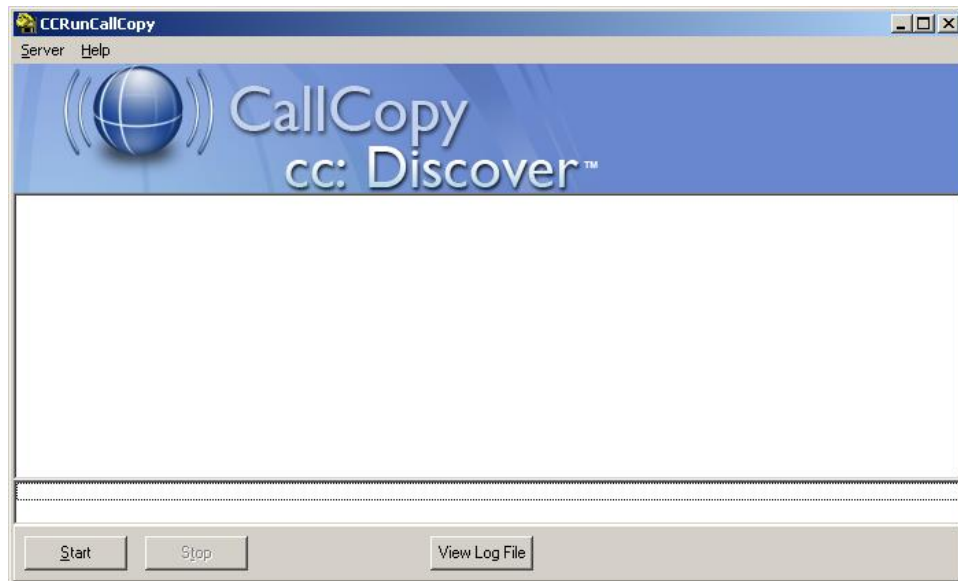 CCRunCallCopy
Server Help
CallCopy
cc: Discover™
Start Stop View Log File